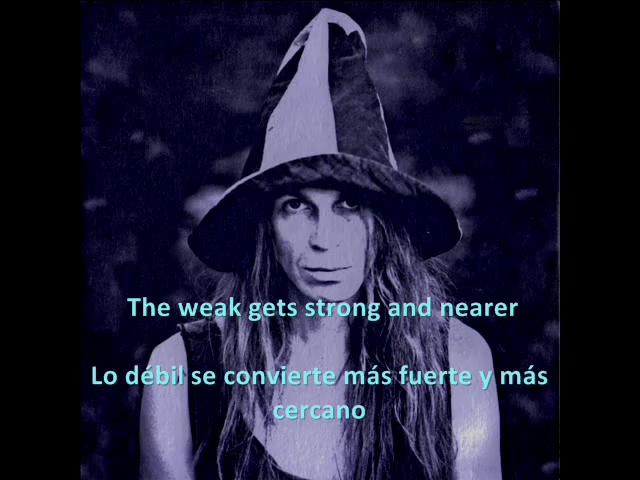 The weak gets strong and nearer
Lo débil se convierte más fuerte y más
cercano